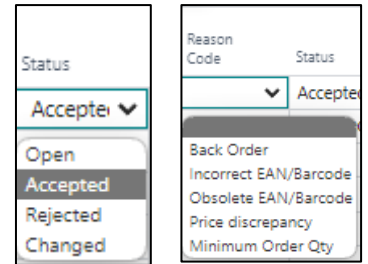 Status
Accepte
Open
Accepted
Rejected
Changed
Reason
Code
Status
Accepte
Back Order
Incorrect EAN/Barcode
Obsolete EAN/Barcode
Price discrepancy
Minimum Order Qty